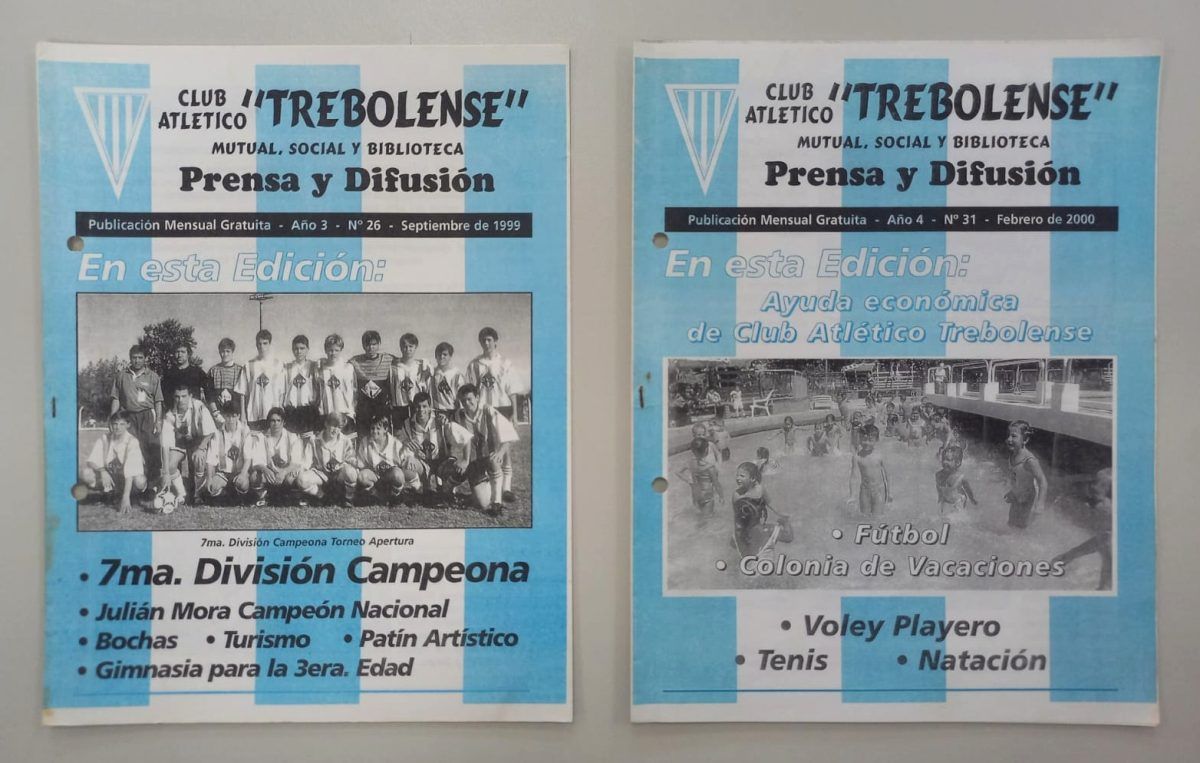 CLUB
ATLETICO "TREBOLENSE"
MUTUAL, SOCIAL Y BIBLIOTECA
Prensa y Difusión
Publicación Mensual Gratuita - Año 3 - Nº 26 - Septiembre de 1999
En esta Edición:
7ma. División Campeona Torneo Apertura
• 7ma. División Campeona
• Julián Mora Campeón Nacional
• Bochas • Turismo • Patín Artístico
• Gimnasia para la 3era. Edad
CLUB
ATLETICO "TREBOLENSE"
MUTUAL, SOCIAL Y BIBLIOTECA
Prensa y Difusión
Publicación Mensual Gratuita - Año 4 - Nº 31 - Febrero de 2000
En esta Edición:
Ayuda económica
de Club Atlético Trebolense
• Fútbol
• Colonia de Vacaciones
• Voley Playero
• Tenis • Natación